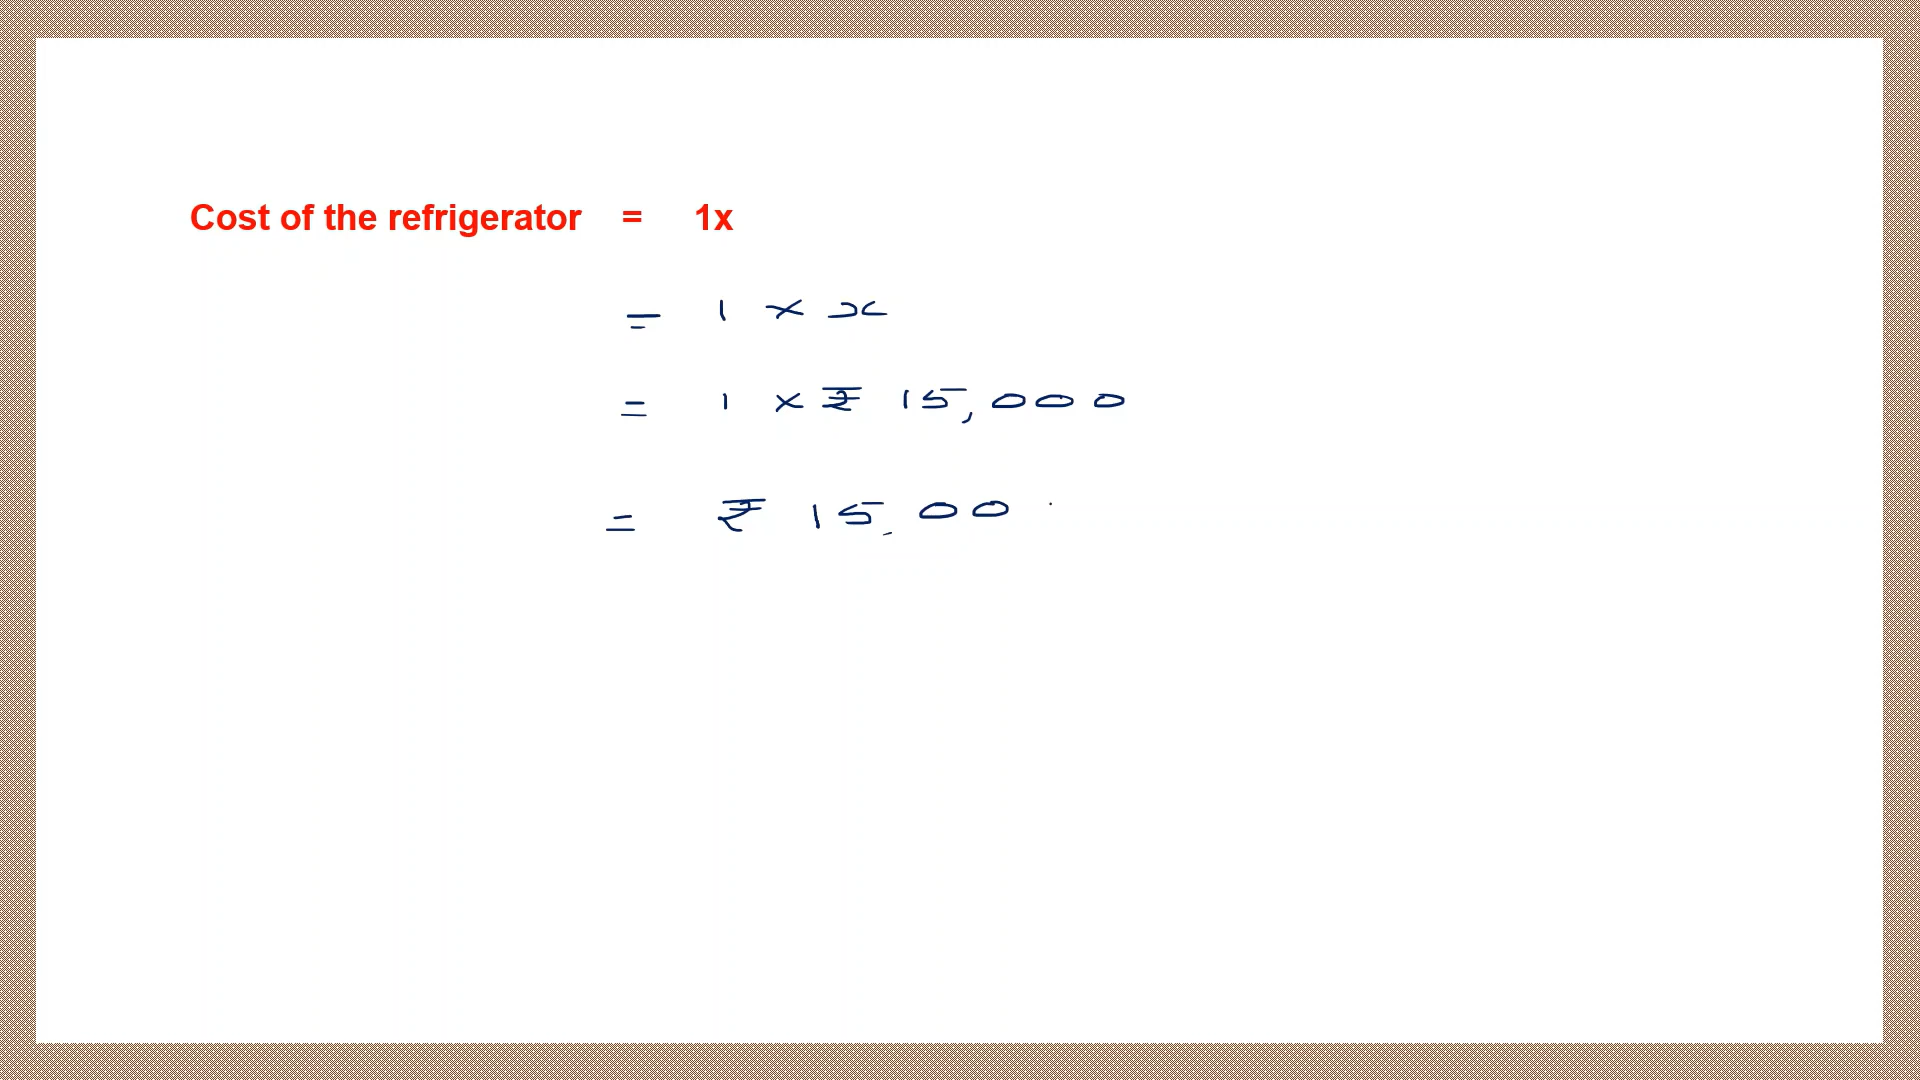 Cost of the refrigerator = 1x
= 1 × x
= 1 × ₹ 15,000
= ₹ 15,00